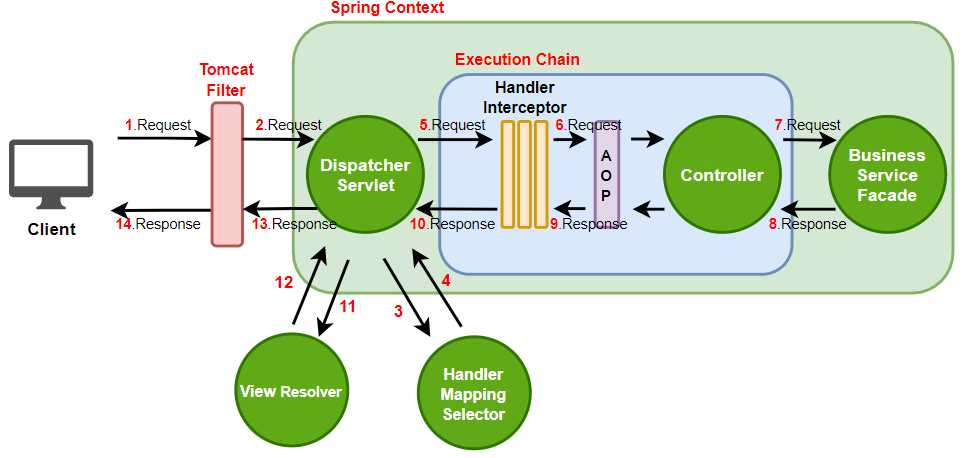 Spring Context
Execution Chain
Tomcat
Filter
Handler
Interceptor
1.Request
2.Request
5.Request
6.Request
7.Request
A
O
P
Dispatcher
Servlet
Controller
Business
Service
Facade
Client
14.Response
13.Response
10.Response
9.Response
8.Response
12
11
3
4
View Resolver
Handler
Mapping
Selector